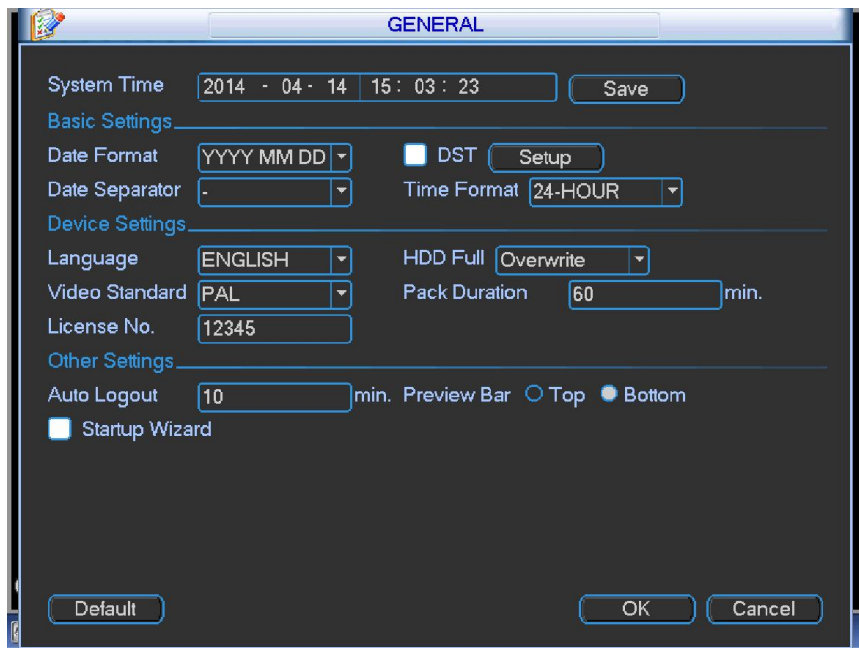 GENERAL
System Time 2014 - 04 - 14 15 : 03 : 23 Save
Basic Settings
Date Format YYYY MM DD DST Setup
Date Separator - Time Format 24-HOUR
Device Settings
Language ENGLISH HDD Full Overwrite
Video Standard PAL Pack Duration 60 min.
License No. 12345
Other Settings
Auto Logout 10 min. Preview Bar Top Bottom
Startup Wizard
Default OK Cancel